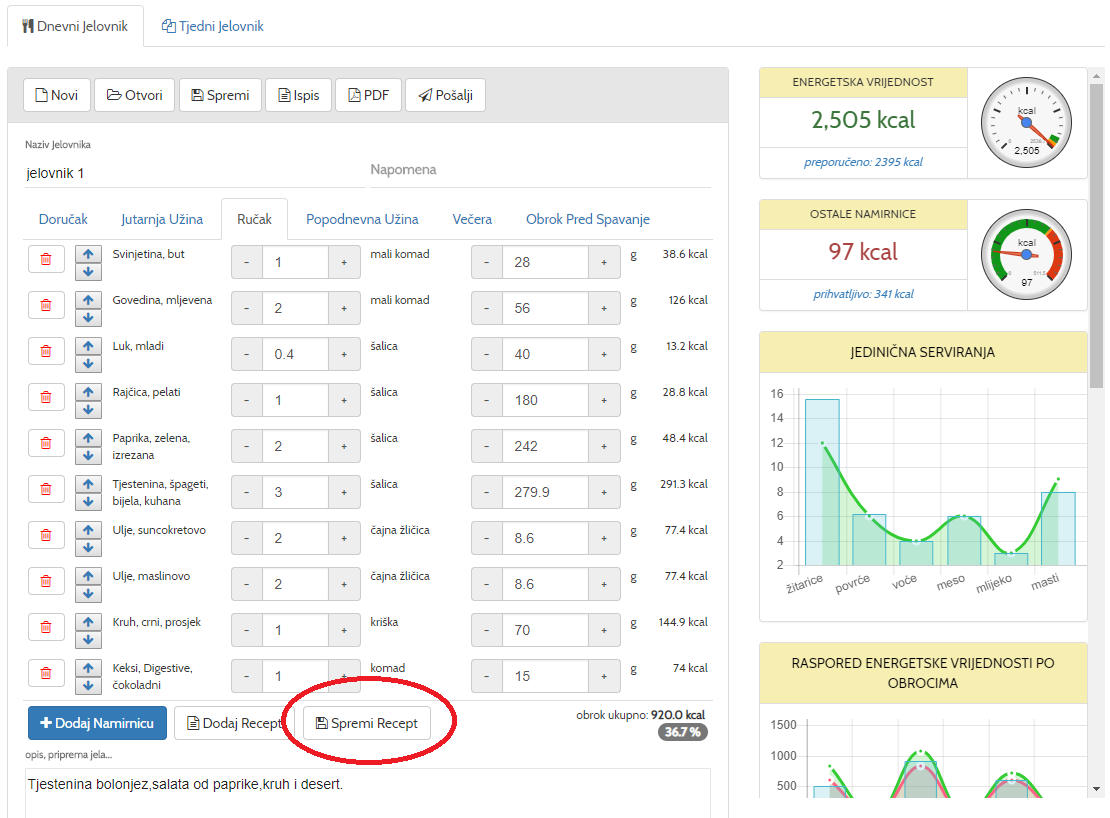 Dnevni Jelovnik Tjedni Jelovnik
Novi Otvori Spremi Ispis PDF Pošalji
Naziv Jelovnika
jelovnik 1 Napomena
Doručak Jutarnja Užina Ručak Popodnevna Užina Večera Obrok Pred Spavanje
Svinjetina, but - 1 + mali komad - 28 + g 38.6 kcal
Govedina, mljevena - 2 + mali komad - 56 + g 126 kcal
Luk, mladi - 0.4 + šalica - 40 + g 13.2 kcal
Rajčica, pelati - 1 + šalica - 180 + g 28.8 kcal
Paprika, zelena,
izrezana - 2 + šalica - 242 + g 48.4 kcal
Tjestenina, špageti,
bijela, kuhana - 3 + šalica - 279.9 + g 291.3 kcal
Ulje, suncokretovo - 2 + čajna žličica - 8.6 + g 77.4 kcal
Ulje, maslinovo - 2 + čajna žličica - 8.6 + g 77.4 kcal
Kruh, crni, prosjek - 1 + kriška - 70 + g 144.9 kcal
Keksi, Digestive,
čokoladni - 1 + komad - 15 + g 74 kcal
+ Dodaj Namirnicu Dodaj Recept Spremi Recept
obrok ukupno: 920.0 kcal
36.7 %
opis, priprema jela...
Tjestenina bolonjez,salata od paprike,kruh i desert.
ENERGETSKA VRIJEDNOST
2,505 kcal
preporučeno: 2395 kcal
kcal
0
2,505
OSTALE NAMIRNICE
97 kcal
prihvatljivo: 341 kcal
kcal
0 511.5
97
JEDINIČNA SERVIRANJA
16
14
12
10
8
6
4
2
žitarice povrće voće meso mlijeko masti
RASPORED ENERGETSKE VRIJEDNOSTI PO
OBROCIMA
1500
1000
500